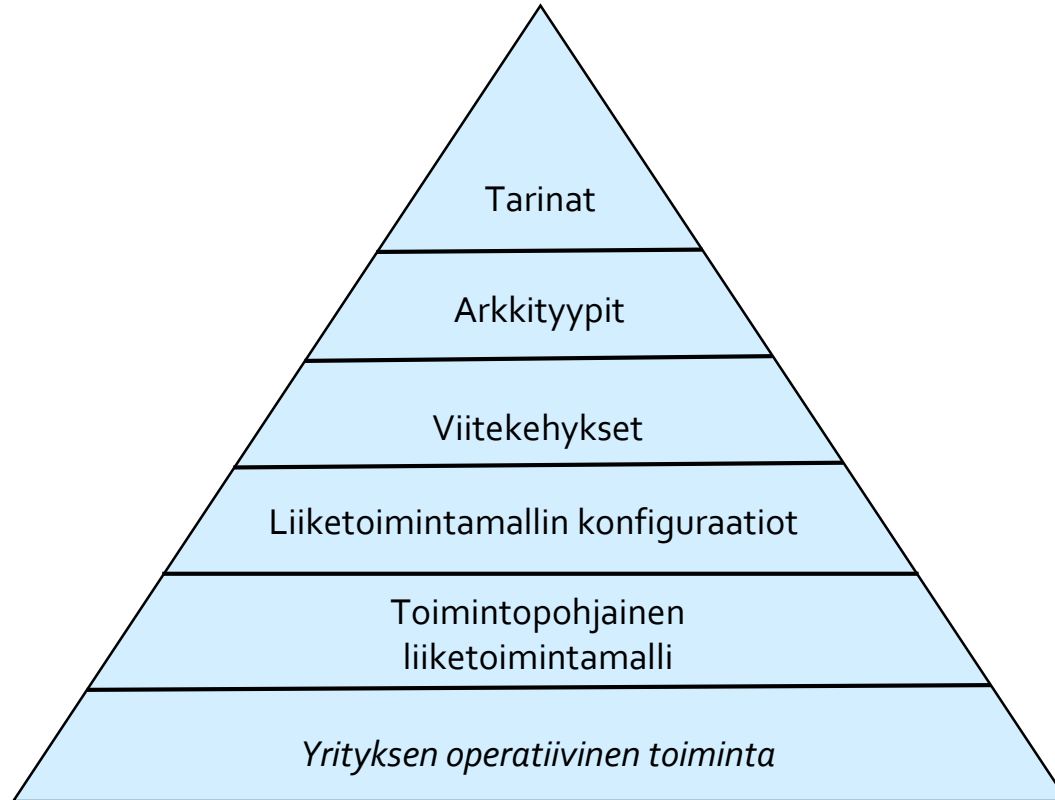 Tarinat
Arkkityypit
Viitekehykset
Liiketoimintamallin konfiguraatiot
Toimintopohjainen
liiketoimintamalli
Yrityksen operatiivinen toiminta